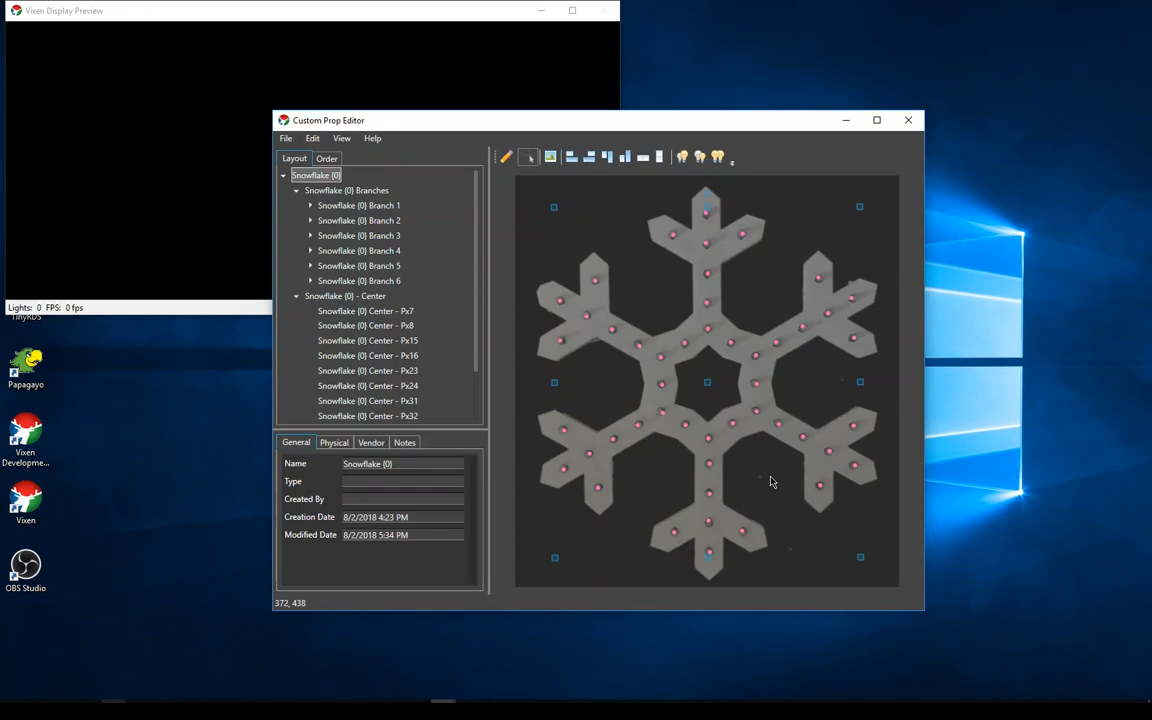 Vixen Display Preview
Lights: 0 FPS: 0 fps
TinyRDS
Papagayo
Vixen
Developme...
Vixen
OBS Studio
Custom Prop Editor
File Edit View Help
Layout Order
Snowflake {0}
Snowflake {0} Branches
Snowflake {0} Branch 1
Snowflake {0} Branch 2
Snowflake {0} Branch 3
Snowflake {0} Branch 4
Snowflake {0} Branch 5
Snowflake {0} Branch 6
Snowflake {0} - Center
Snowflake {0} Center - Px7
Snowflake {0} Center - Px8
Snowflake {0} Center - Px15
Snowflake {0} Center - Px16
Snowflake {0} Center - Px23
Snowflake {0} Center - Px24
Snowflake {0} Center - Px31
Snowflake {0} Center - Px32
General Physical Vendor Notes
Name Snowflake {0}
Type
Created By
Creation Date 8/2/2018 4:23 PM
Modified Date 8/2/2018 5:34 PM
372, 438